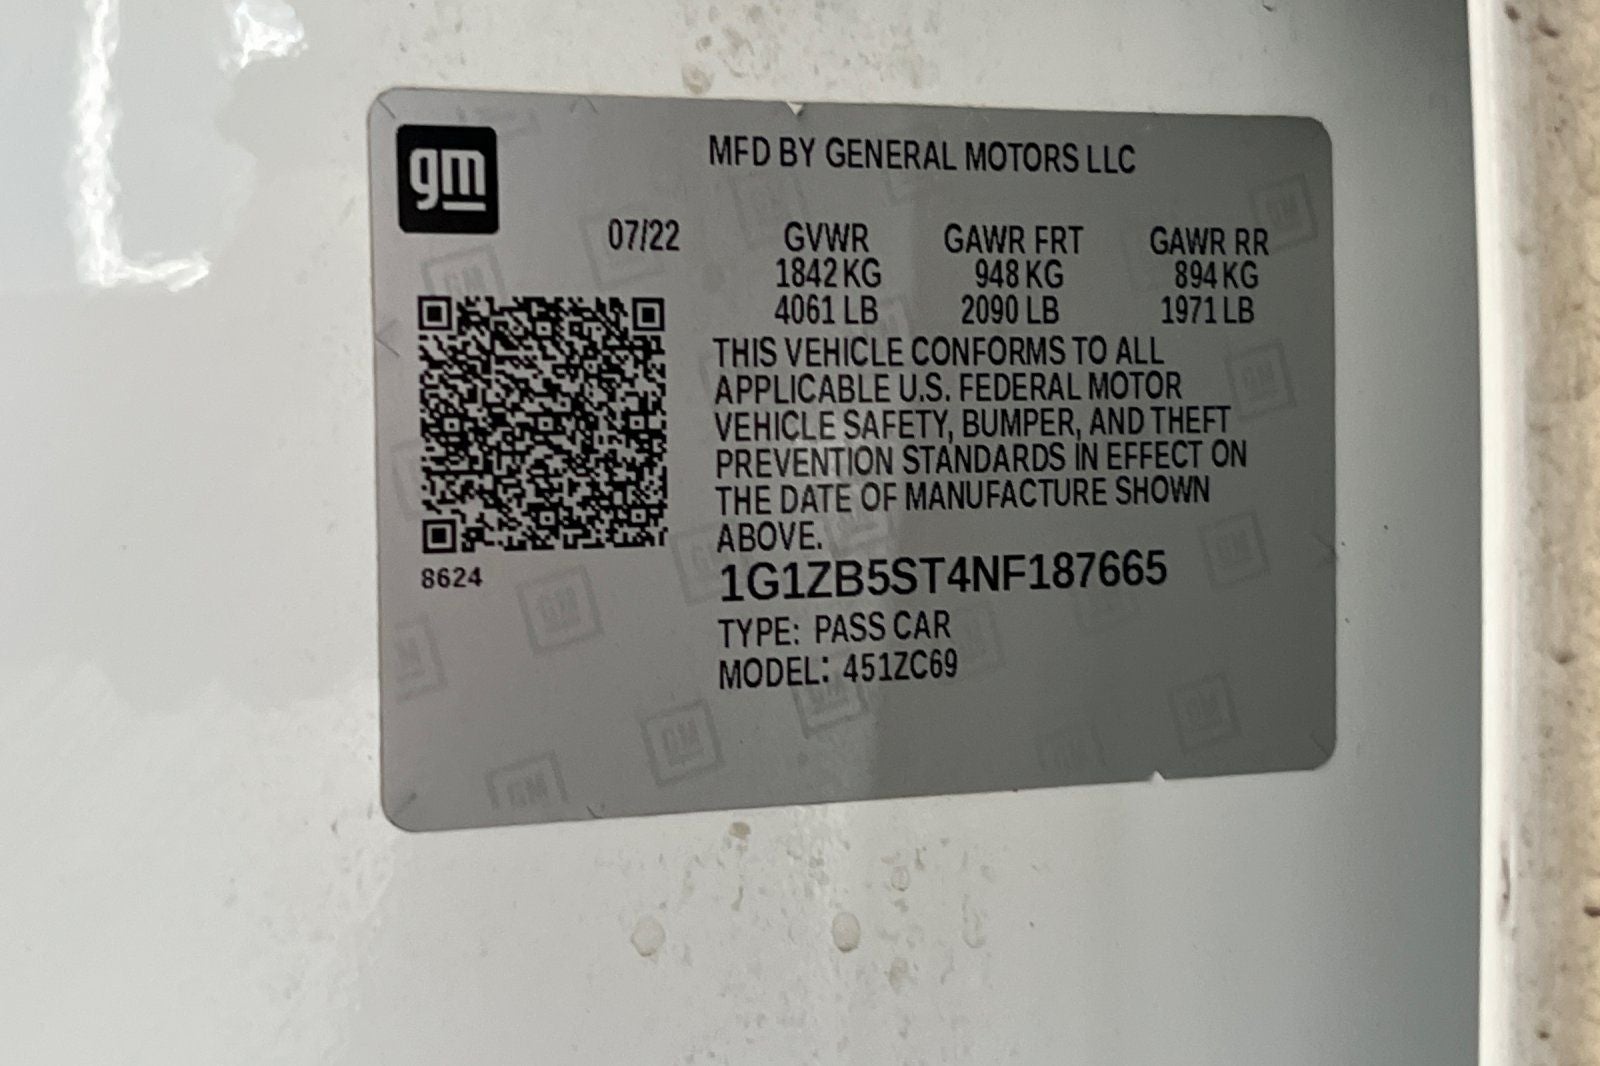 gm
MFD BY GENERAL MOTORS LLC
07/22 GVWR GAWR FRT GAWR RR
1842 KG 948 KG 894 KG
4061 LB 2090 LB 1971 LB
THIS VEHICLE CONFORMS TO ALL
APPLICABLE U.S. FEDERAL MOTOR
VEHICLE SAFETY, BUMPER, AND THEFT
PREVENTION STANDARDS IN EFFECT ON
THE DATE OF MANUFACTURE SHOWN
ABOVE.
8624
1G1ZB5ST4NF187665
TYPE: PASS CAR
MODEL: 451ZC69